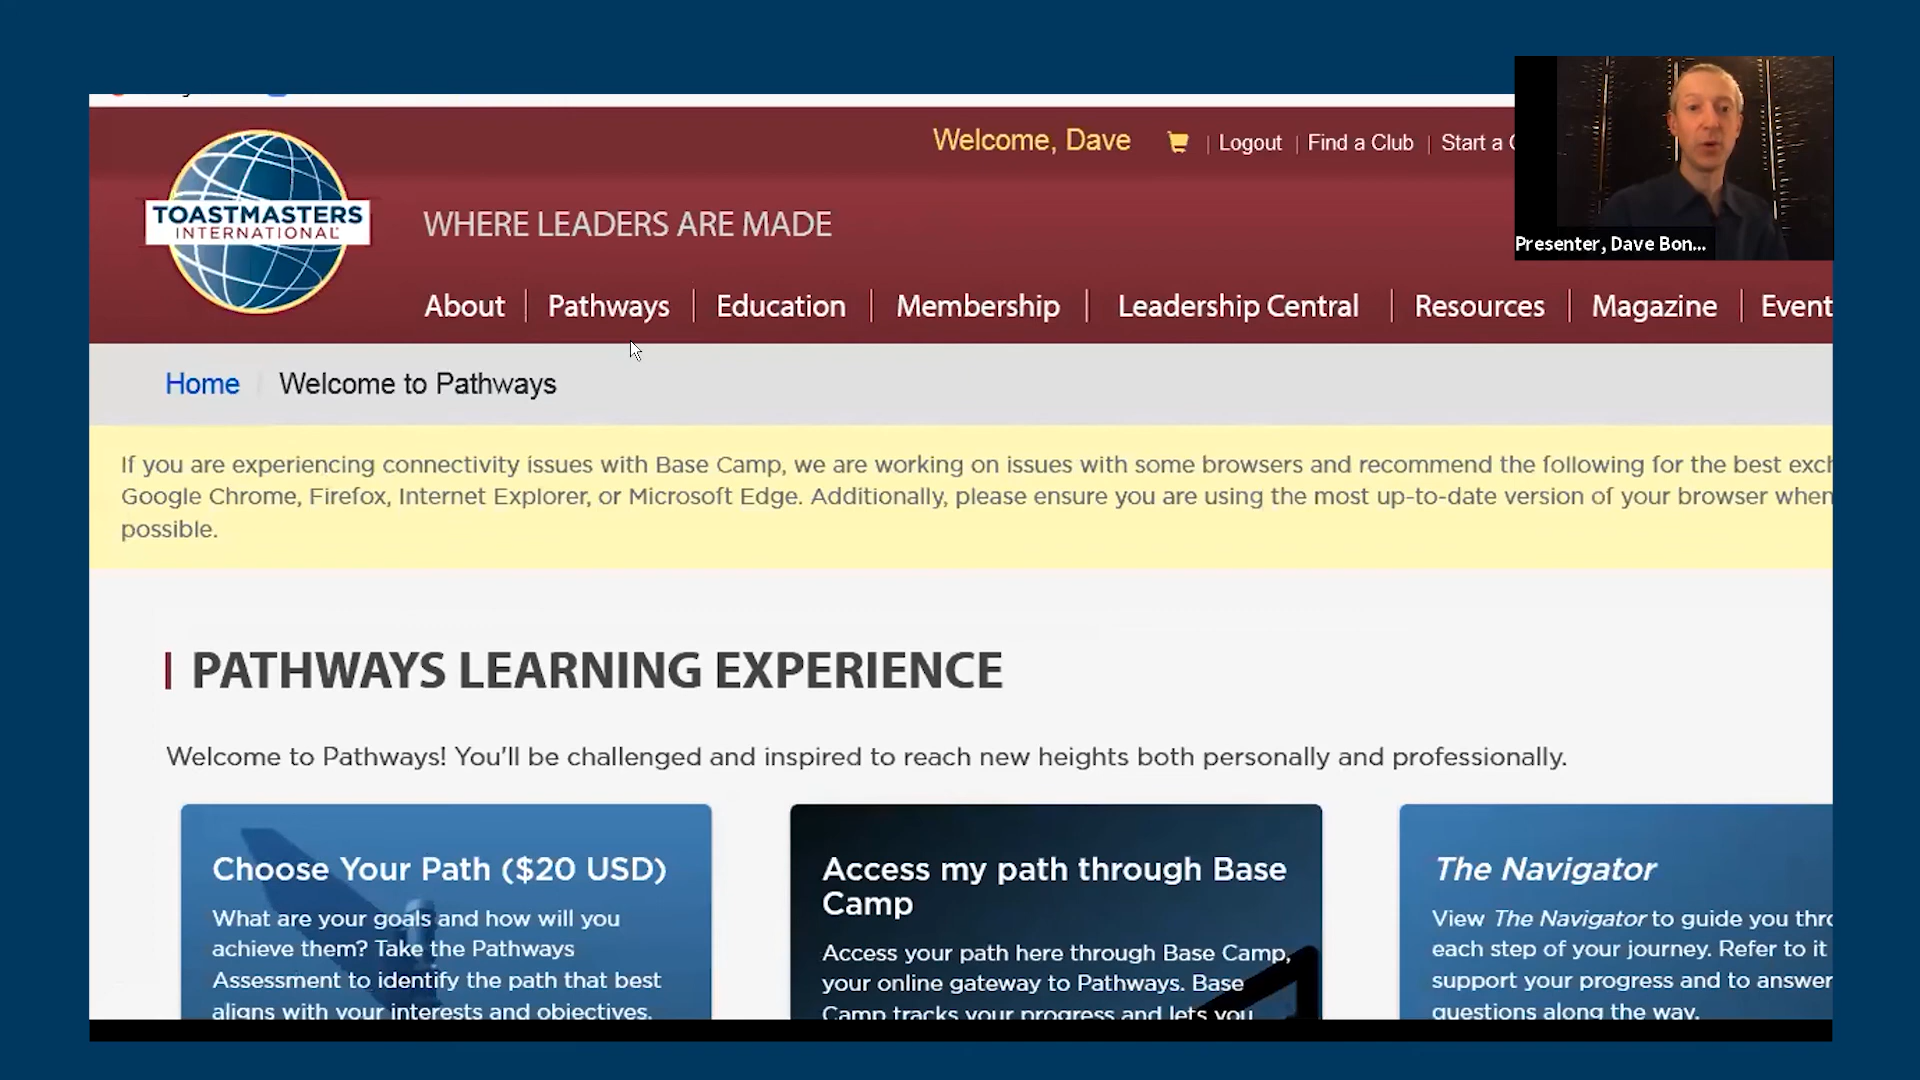 Welcome, Dave
Logout
Find a Club
Start a
TOASTMASTERS
INTERNATIONAL
WHERE LEADERS ARE MADE
Presenter, Dave Bon...
About
Pathways
Education
Membership
Leadership Central
Resources
Magazine
Event
Home
Welcome to Pathways
If you are experiencing connectivity issues with Base Camp, we are working on issues with some browsers and recommend the following for the best
Google Chrome, Firefox, Internet Explorer, or Microsoft Edge. Additionally, please ensure you are using the most up-to-date version of your browser when
possible.
PATHWAYS LEARNING EXPERIENCE
Welcome to Pathways! You'll be challenged and inspired to reach new heights both personally and professionally.
Choose Your Path ($20 USD)
What are your goals and how will you
achieve them? Take the Pathways
Assessment to identify the path that best
aligns with your interests and objectives.
Access my path through Base
Camp
Access your path here through Base Camp,
your online gateway to Pathways. Base
Camp tracks your progress and lets you
The Navigator
View The Navigator to guide you
each step of your journey. Refer to it
support your progress and to answer
questions along the way.